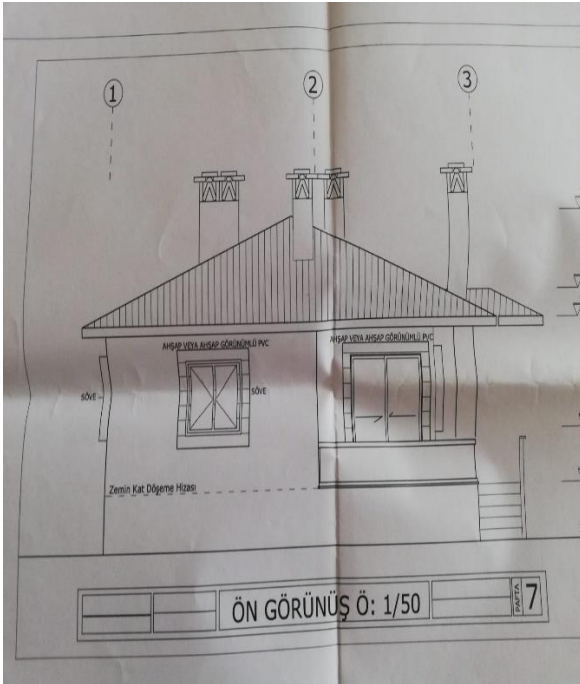 1
2
3
AHŞAP VEYA AHŞAP GÖRÜNÜMLÜ PVC
AHŞAP VEYA AHŞAP GÖRÜNÜMLÜ PVC
SÖVE
SÖVE
Zemin Kat Döşeme Hizası
ÖN GÖRÜNÜŞ Ö: 1/50
PAFTA
7